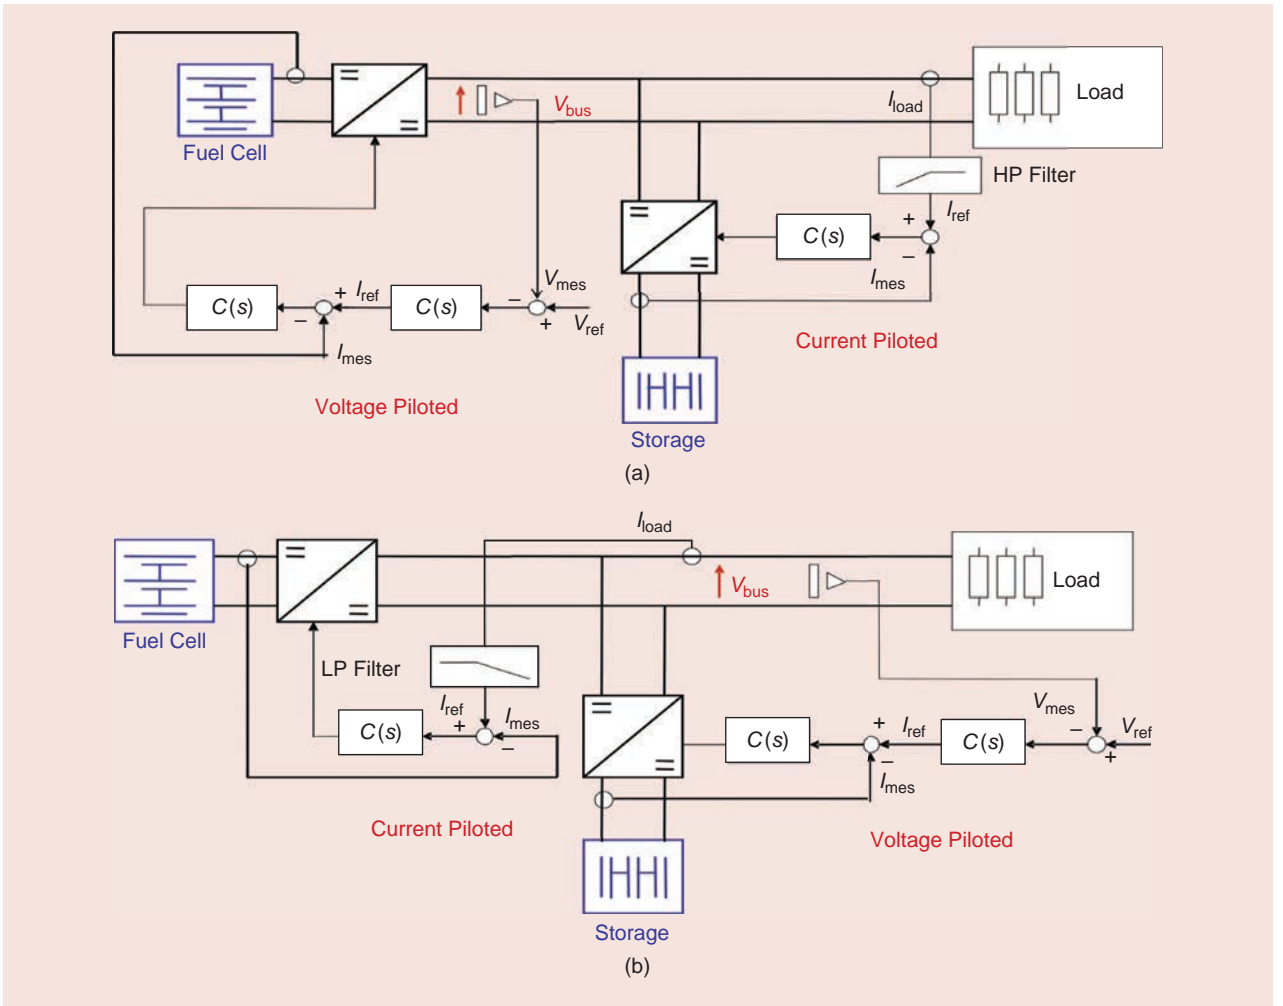 Fuel Cell
V_bus
I_load
Load
HP Filter
I_ref
+
C(s)
–
I_mes
Current Piloted
C(s)
+
I_ref
–
C(s)
–
V_mes
+
V_ref
I_mes
Voltage Piloted
Storage
(a)
I_load
Fuel Cell
V_bus
Load
LP Filter
I_ref
I_mes
C(s)
+
–
Current Piloted
C(s)
+
I_ref
–
I_mes
C(s)
V_mes
–
V_ref
+
Voltage Piloted
Storage
(b)